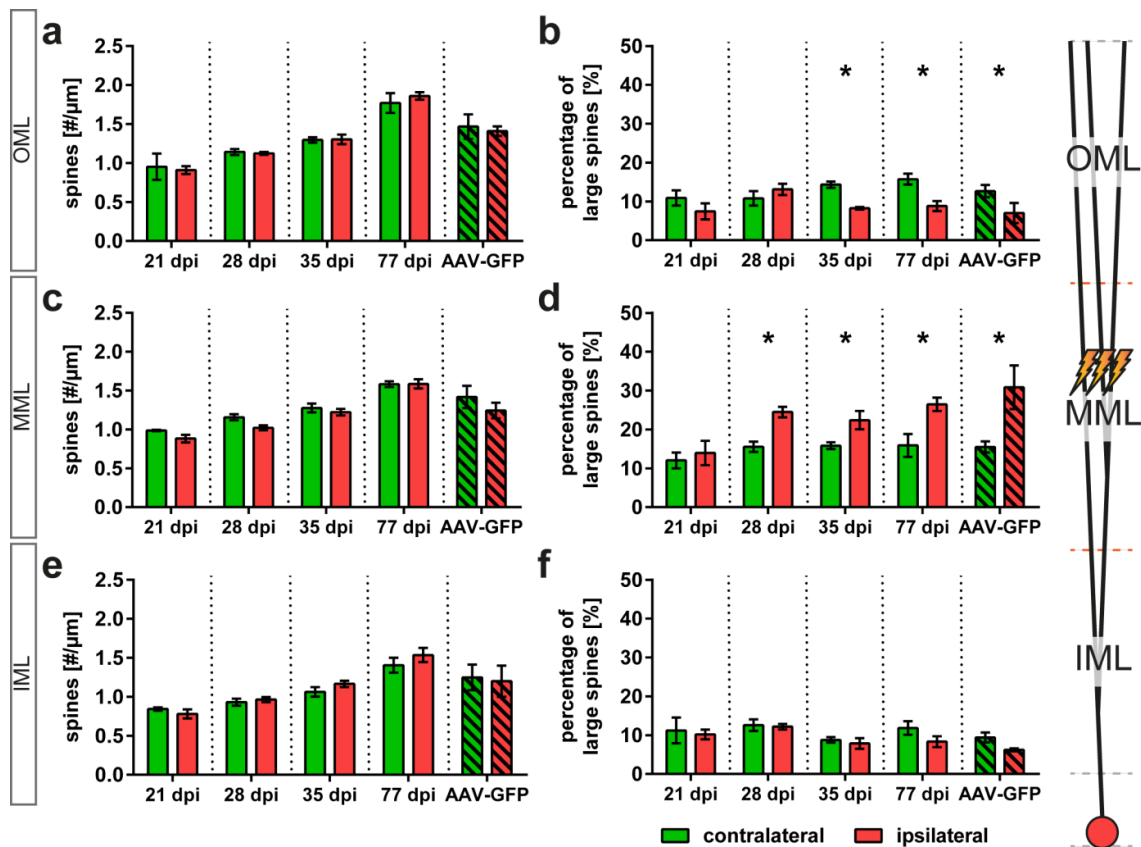 OML
a
spines [#/µm]
2.5
2.0
1.5
1.0
0.5
0.0
21 dpi 28 dpi 35 dpi 77 dpi AAV-GFP
b
percentage of
large spines [%]
50
40
30
20
10
0
* * *
21 dpi 28 dpi 35 dpi 77 dpi AAV-GFP
MML
c
spines [#/µm]
2.5
2.0
1.5
1.0
0.5
0.0
21 dpi 28 dpi 35 dpi 77 dpi AAV-GFP
d
percentage of
large spines [%]
50
40
30
20
10
0
* * * *
21 dpi 28 dpi 35 dpi 77 dpi AAV-GFP
IML
e
spines [#/µm]
2.5
2.0
1.5
1.0
0.5
0.0
21 dpi 28 dpi 35 dpi 77 dpi AAV-GFP
f
percentage of
large spines [%]
50
40
30
20
10
0
21 dpi 28 dpi 35 dpi 77 dpi AAV-GFP
contralateral ipsilateral
OML
MML
IML